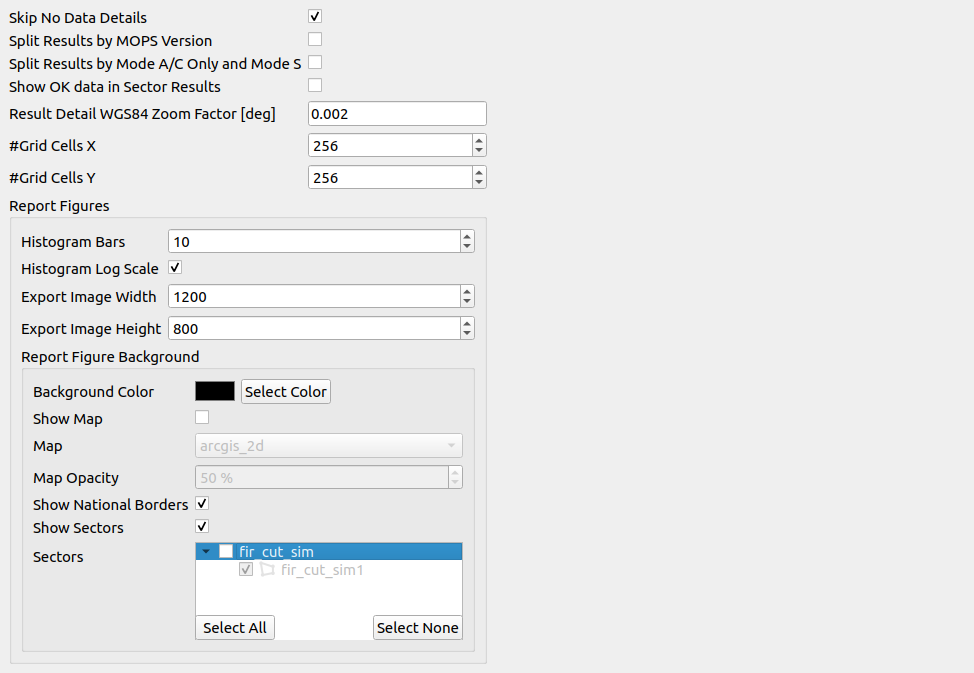 Skip No Data Details
Split Results by MOPS Version
Split Results by Mode A/C Only and Mode S
Show OK data in Sector Results
Result Detail WGS84 Zoom Factor [deg] 0.002
#Grid Cells X 256
#Grid Cells Y 256
Report Figures
Histogram Bars 10
Histogram Log Scale
Export Image Width 1200
Export Image Height 800
Report Figure Background
Background Color Select Color
Show Map
Map arcgis_2d
Map Opacity 50 %
Show National Borders
Show Sectors
Sectors fir_cut_sim
fir_cut_sim1
Select All Select None